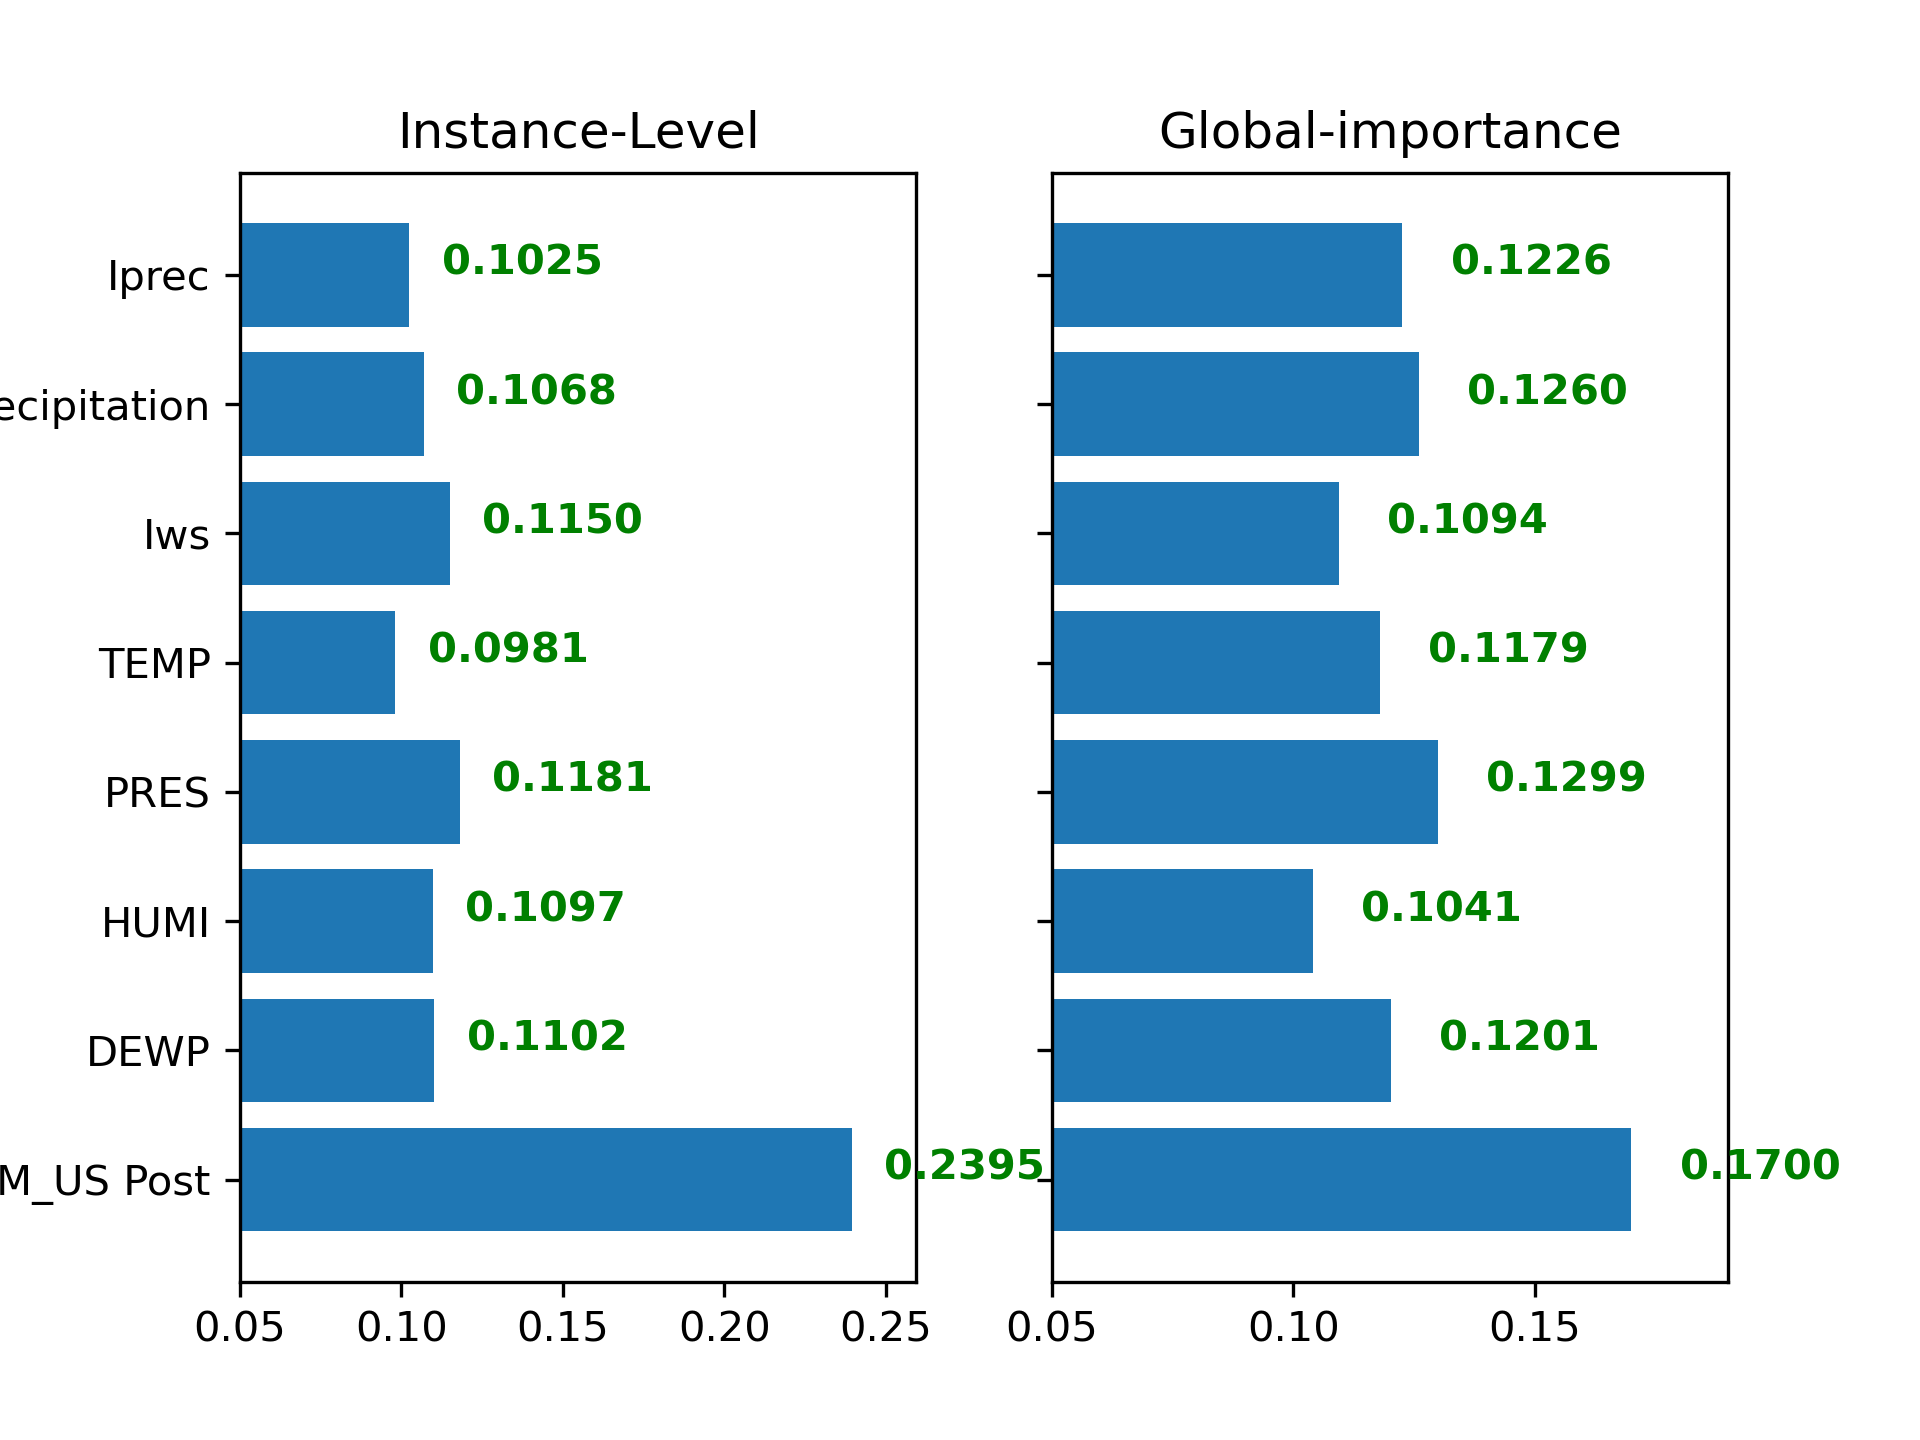 Instance-Level Global-importance
Iprec 0.1025 0.1226
ecipitation 0.1068 0.1260
Iws 0.1150 0.1094
TEMP 0.0981 0.1179
PRES 0.1181 0.1299
HUMI 0.1097 0.1041
DEWP 0.1102 0.1201
M_US Post 0.2395 0.1700
0.05 0.10 0.15 0.20 0.25 0.05 0.10 0.15